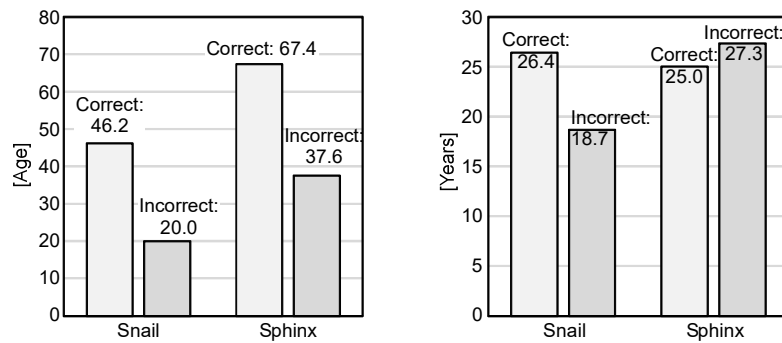 80
70
60
50
40
30
20
10
0
[Age]
Correct:
46.2
Incorrect:
20.0
Correct: 67.4
Incorrect:
37.6
Snail
Sphinx
30
25
20
15
10
5
0
[Years]
Correct:
26.4
Incorrect:
18.7
Correct:
25.0
Incorrect:
27.3
Snail
Sphinx